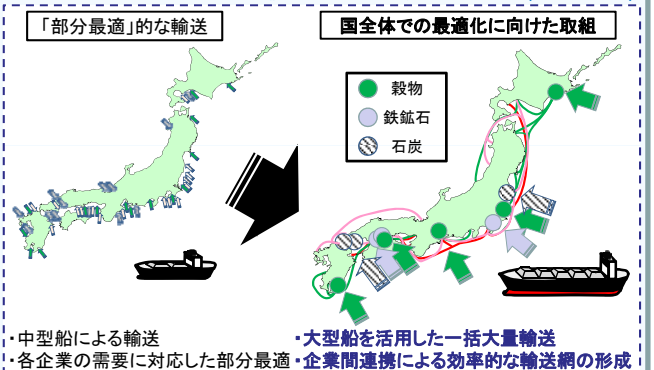 「部分最適」的な輸送
国全体での最適化に向けた取組
穀物
鉄鉱石
石炭
・中型船による輸送
・各企業の需要に対応した部分最適
・大型船を活用した一括大量輸送
・企業間連携による効率的な輸送網の形成